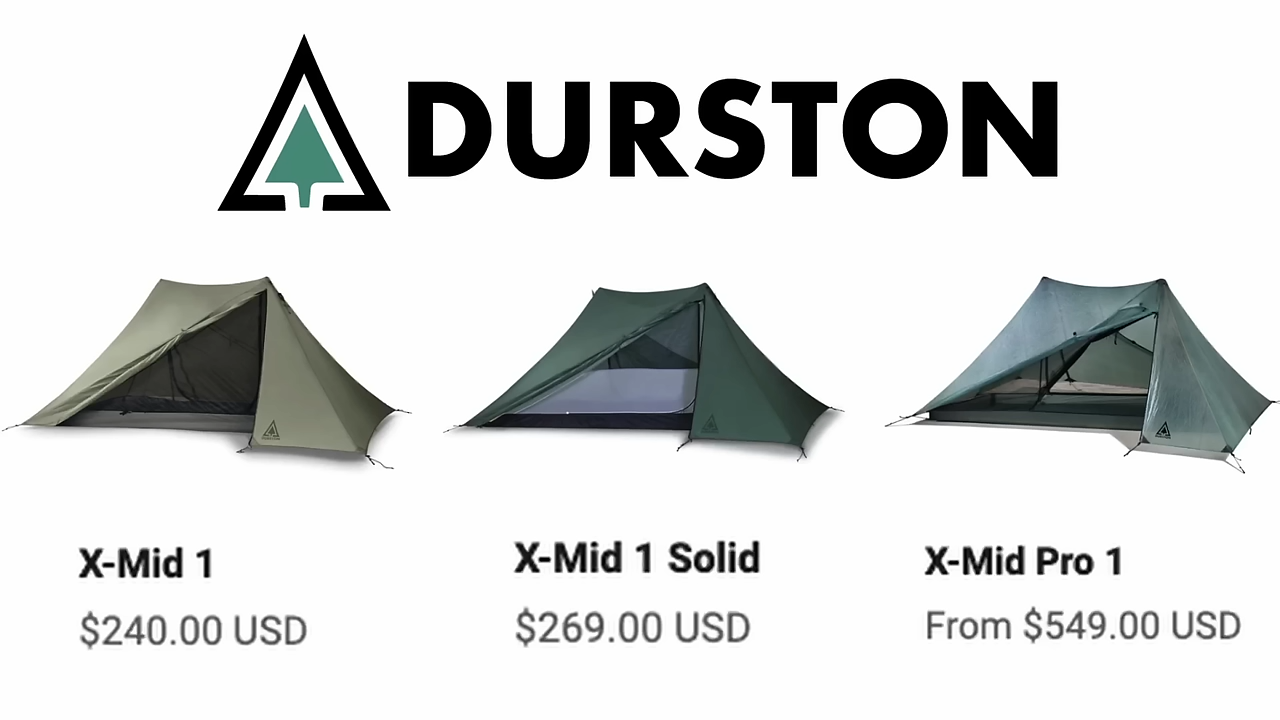 DURSTON
X-Mid 1
$240.00 USD
X-Mid 1 Solid
$269.00 USD
X-Mid Pro 1
From $549.00 USD